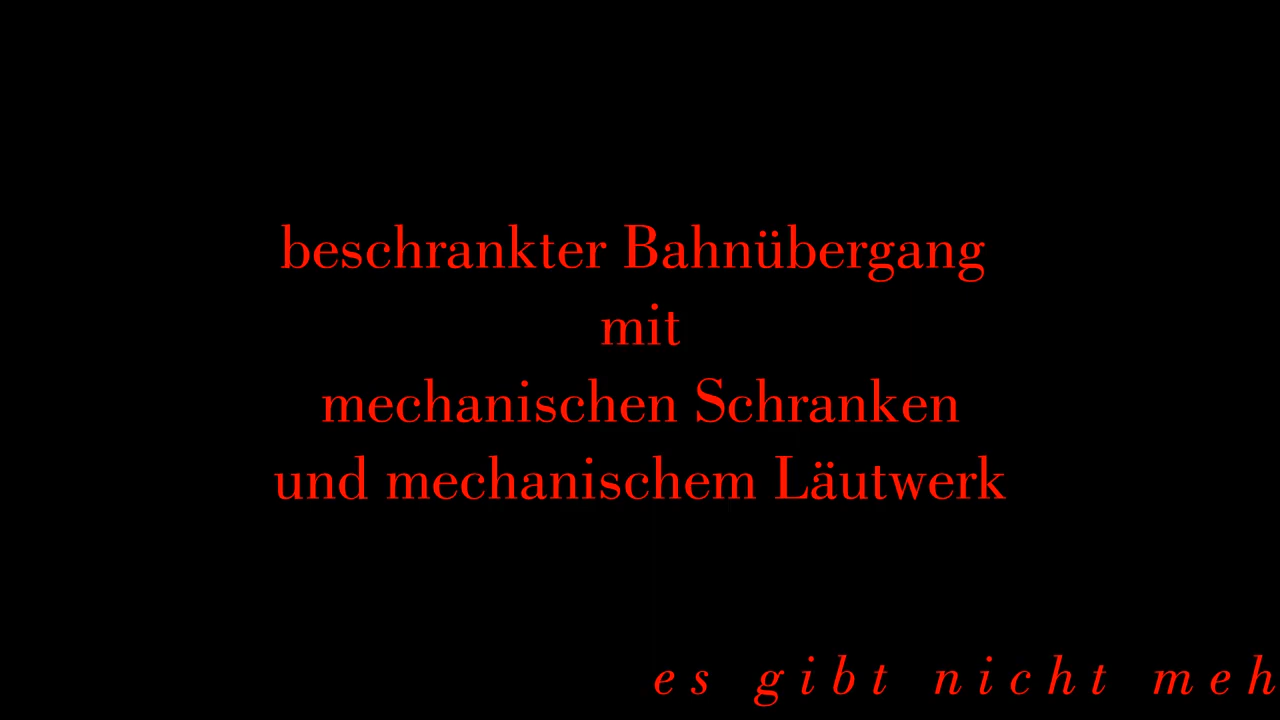 beschrankter Bahnübergang
mit
mechanischen Schranken
und mechanischem Läutwerk
es gibt nicht meh